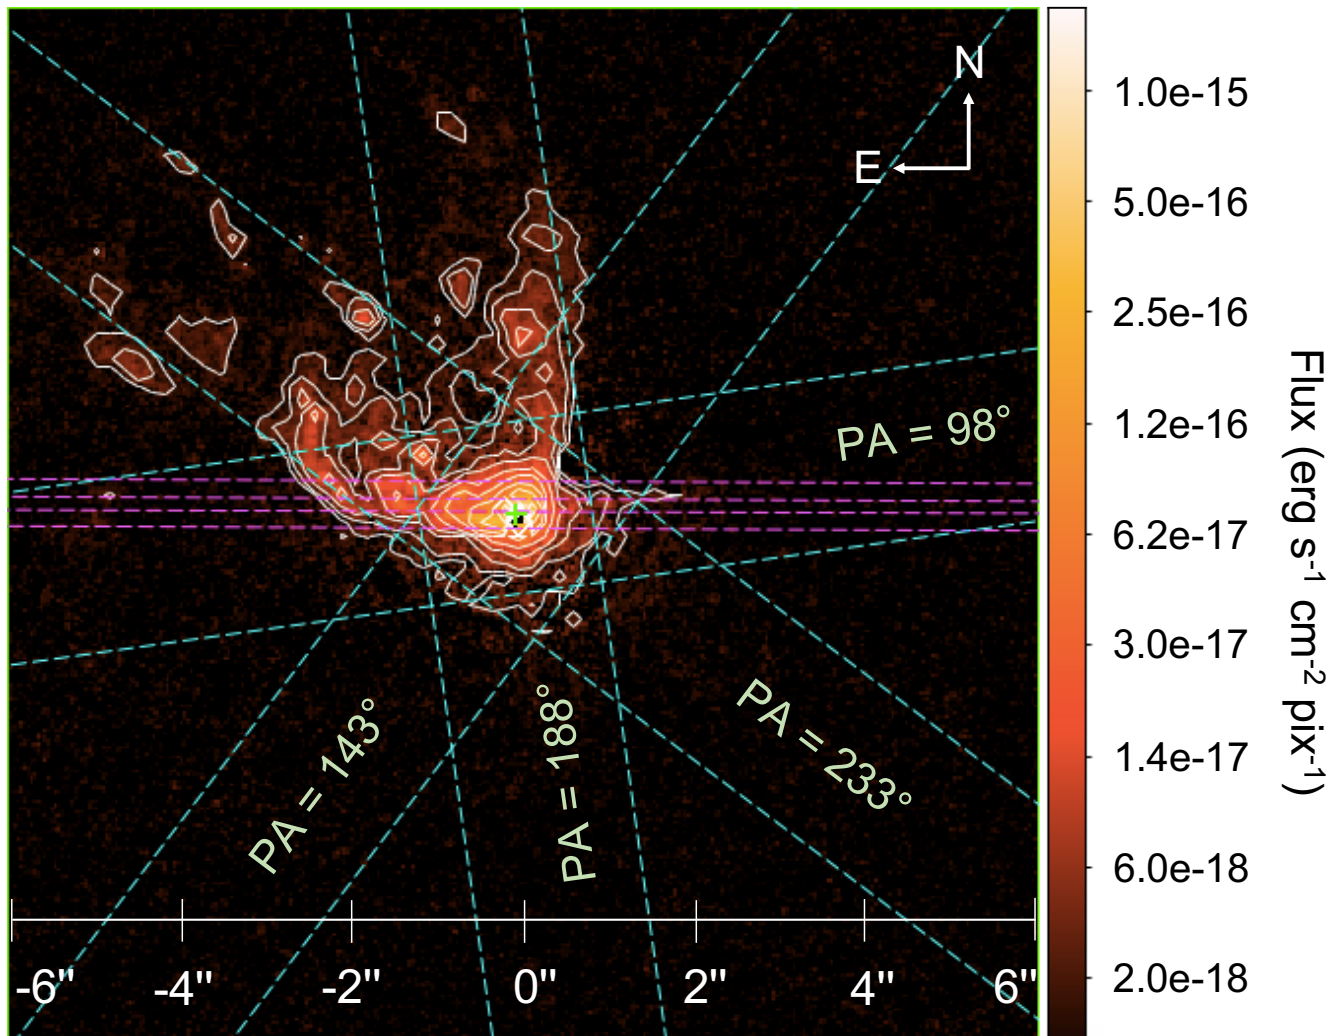 N
E
PA = 98°
PA = 143°
PA = 188°
PA = 233°
-6"
-4"
-2"
0"
2"
4"
6"
1.0e-15
5.0e-16
2.5e-16
1.2e-16
6.2e-17
3.0e-17
1.4e-17
6.0e-18
2.0e-18
Flux (erg s⁻¹ cm⁻² pix⁻¹)